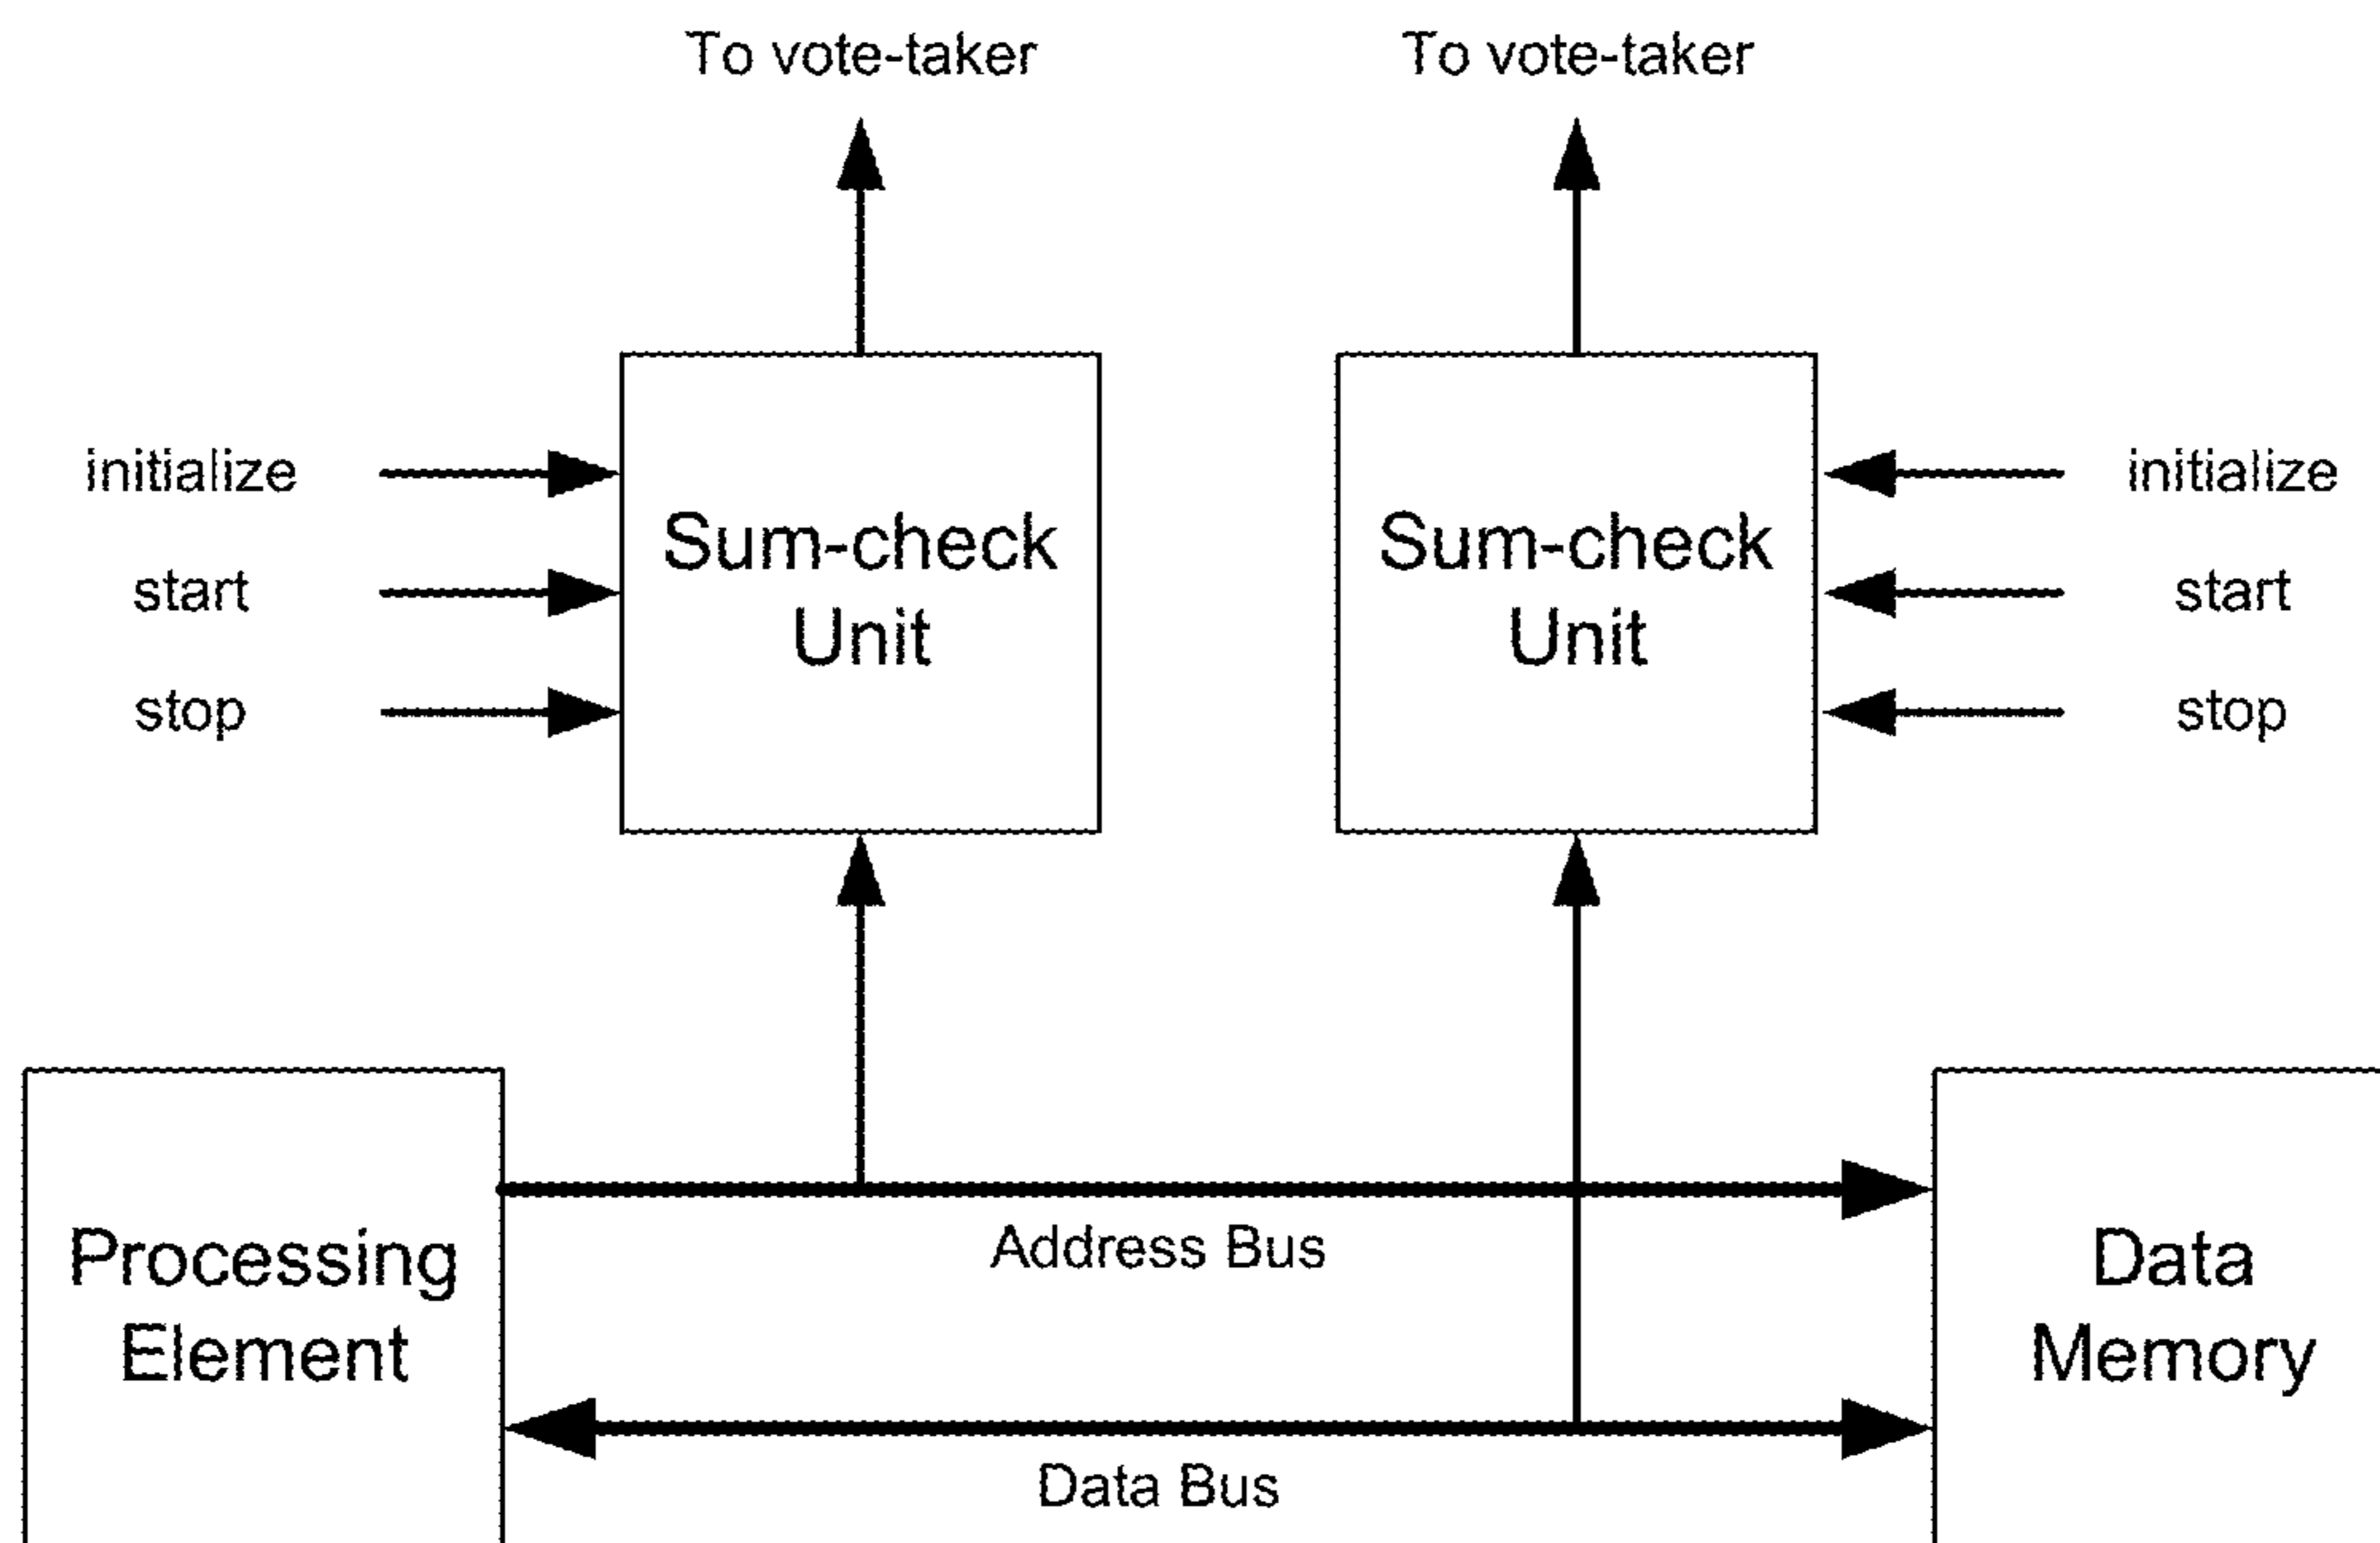 To vote-taker
To vote-taker
initialize
start
stop
Sum-check
Unit
Sum-check
Unit
initialize
start
stop
Processing
Element
Address Bus
Data Bus
Data
Memory